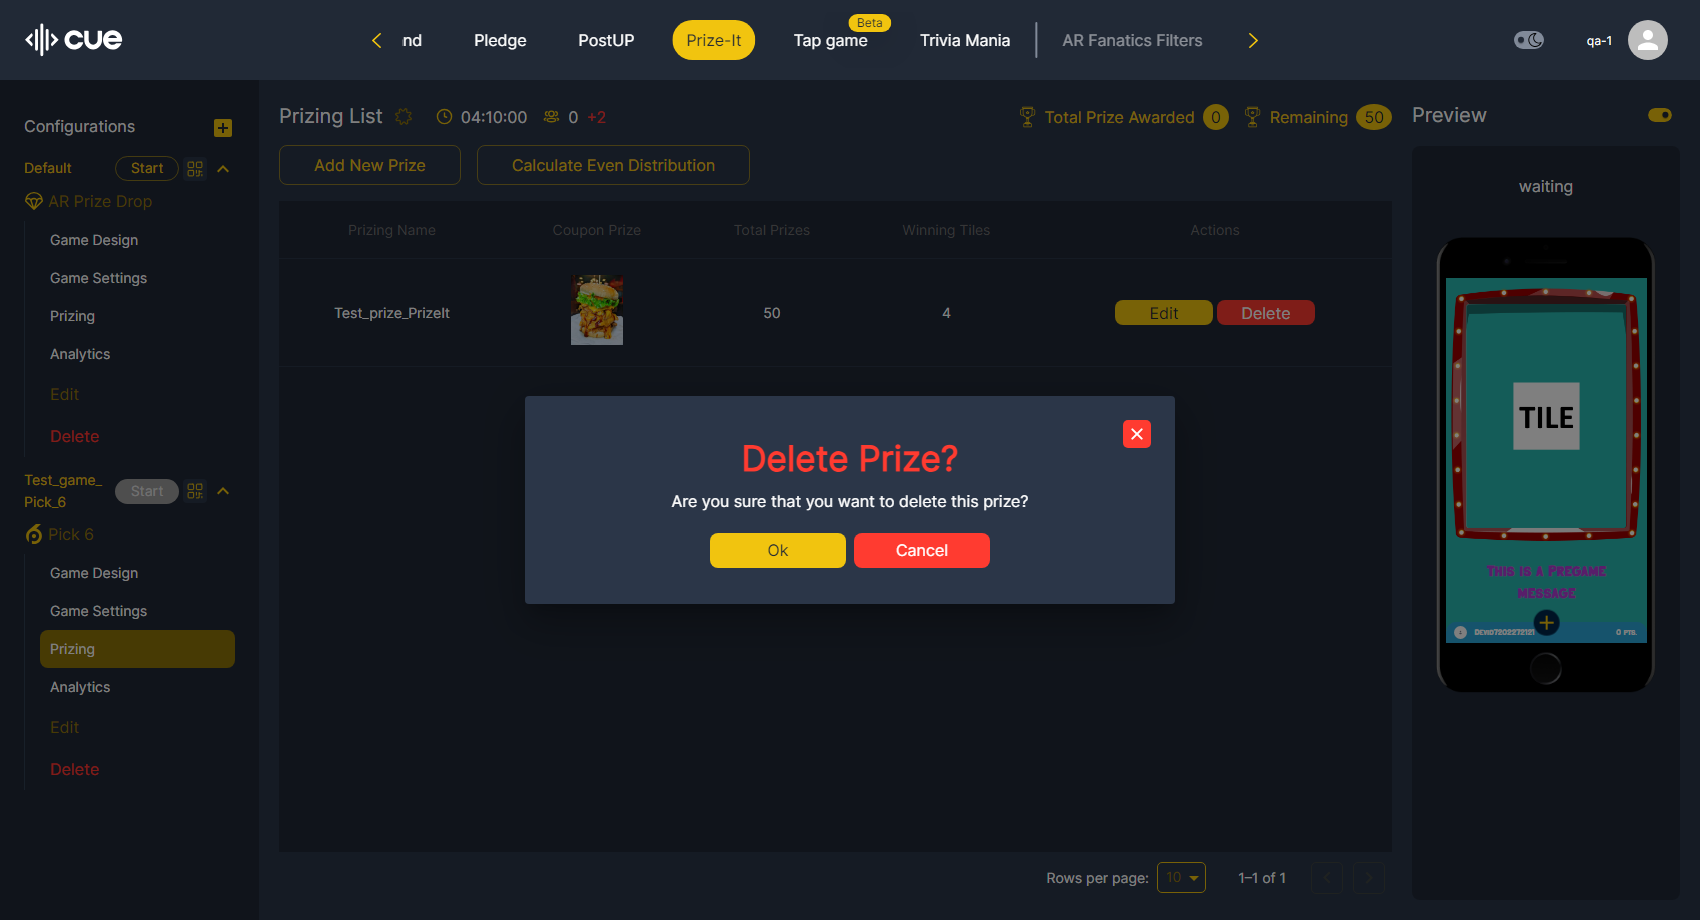 cue
nd
Pledge
PostUP
Prize-It
Beta
Tap game
Trivia Mania
AR Fanatics Filters
qa-1
Configurations
Default
Start
AR Prize Drop
Game Design
Game Settings
Prizing
Analytics
Edit
Delete
Test_game_
Pick_6
Start
Pick 6
Game Design
Game Settings
Prizing
Analytics
Edit
Delete
Prizing List
04:10:00
0
+2
Total Prize Awarded 0
Remaining 50
Add New Prize
Calculate Even Distribution
Prizing Name
Coupon Prize
Total Prizes
Winning Tiles
Actions
Test_prize_PrizeIt
50
4
Edit
Delete
Delete Prize?
Are you sure that you want to delete this prize?
Ok
Cancel
Rows per page: 10
1–1 of 1
Preview
waiting
TILE
THIS IS A PREGAME
MESSAGE
0 PTS.